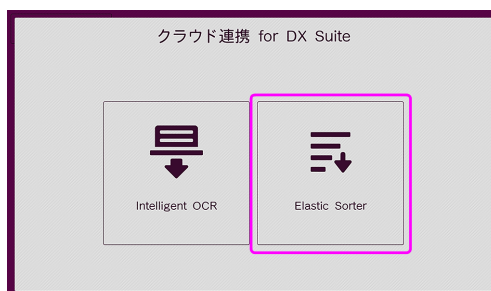 クラウド連携 for DX Suite
Intelligent OCR
Elastic Sorter